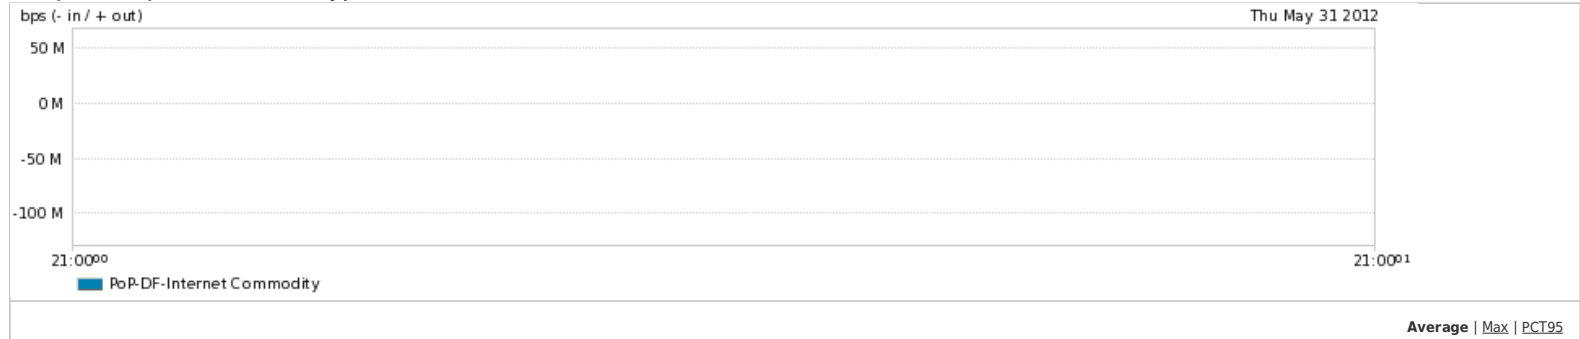 bps (- in / + out)
Thu May 31 2012
50 M
0 M
-50 M
-100 M
21:00⁰⁰
21:00⁰¹
PoP-DF-Internet Commodity
Average | Max | PCT95